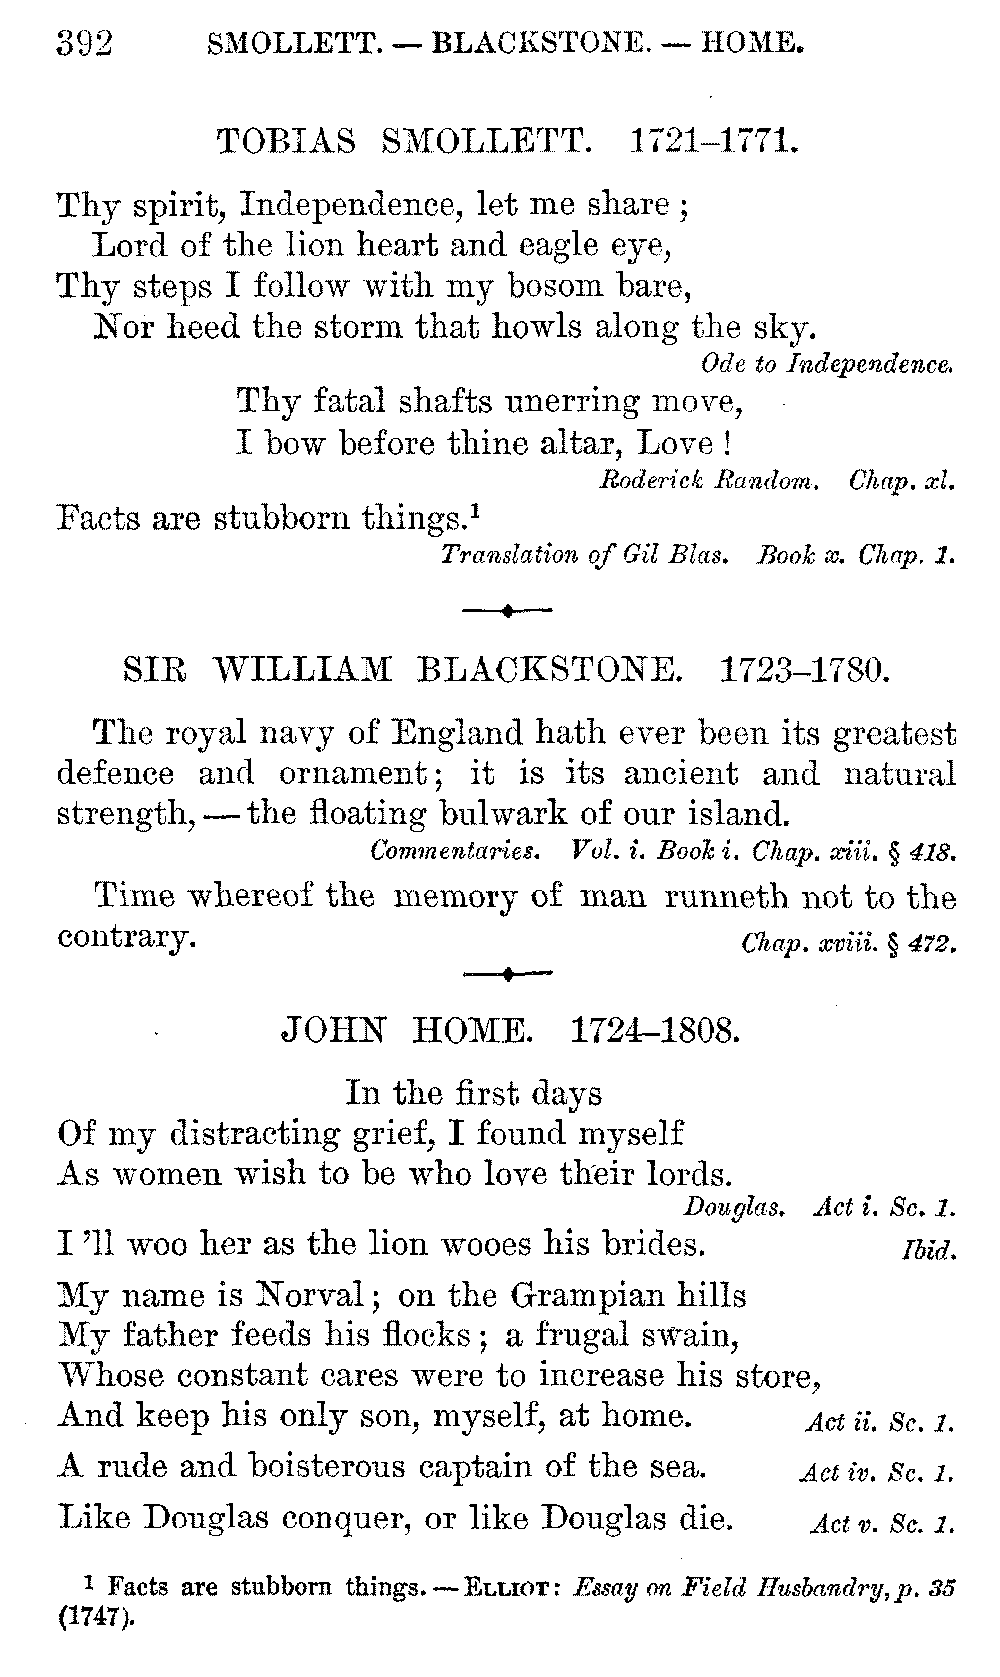 392 SMOLLETT. — BLACKSTONE. — HOME.
TOBIAS SMOLLETT. 1721–1771.
Thy spirit, Independence, let me share ;
Lord of the lion heart and eagle eye,
Thy steps I follow with my bosom bare,
Nor heed the storm that howls along the sky.
Ode to Independence.
Thy fatal shafts unerring move,
I bow before thine altar, Love !
Roderick Random. Chap. xl.
Facts are stubborn things.¹
Translation of Gil Blas. Book x. Chap. 1.
SIR WILLIAM BLACKSTONE. 1723–1780.
The royal navy of England hath ever been its greatest
defence and ornament; it is its ancient and natural
strength, — the floating bulwark of our island.
Commentaries. Vol. i. Book i. Chap. xiii. § 418.
Time whereof the memory of man runneth not to the
contrary. Chap. xviii. § 472.
JOHN HOME. 1724–1808.
In the first days
Of my distracting grief, I found myself
As women wish to be who love their lords.
Douglas. Act i. Sc. 1.
I 'll woo her as the lion wooes his brides. Ibid.
My name is Norval ; on the Grampian hills
My father feeds his flocks ; a frugal swain,
Whose constant cares were to increase his store,
And keep his only son, myself, at home. Act ii. Sc. 1.
A rude and boisterous captain of the sea. Act iv. Sc. 1.
Like Douglas conquer, or like Douglas die. Act v. Sc. 1.
¹ Facts are stubborn things. — ELLIOT: Essay on Field Husbandry, p. 35
(1747).